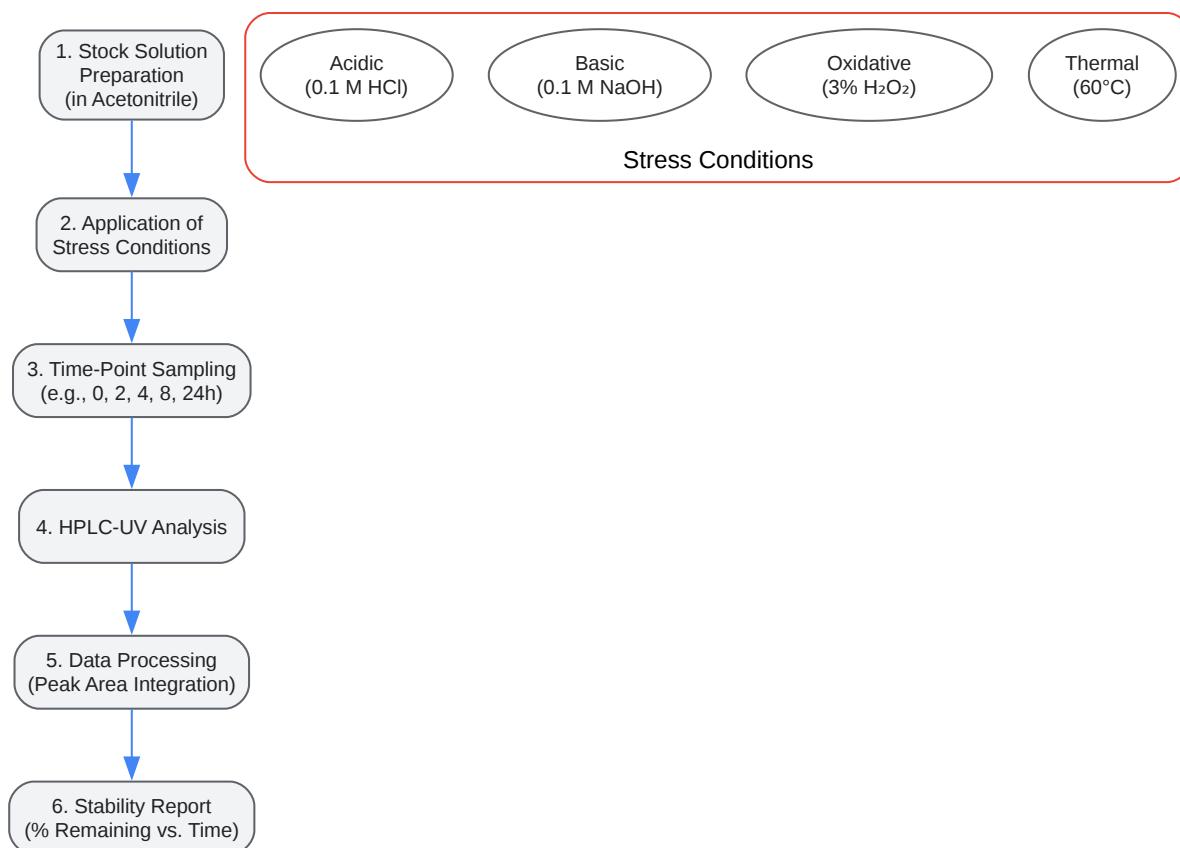 1. Stock Solution
Preparation
(in Acetonitrile)
Acidic
(0.1 M HCl)
Basic
(0.1 M NaOH)
Oxidative
(3% H₂O₂)
Thermal
(60°C)
Stress Conditions
2. Application of
Stress Conditions
3. Time-Point Sampling
(e.g., 0, 2, 4, 8, 24h)
4. HPLC-UV Analysis
5. Data Processing
(Peak Area Integration)
6. Stability Report
(% Remaining vs. Time)